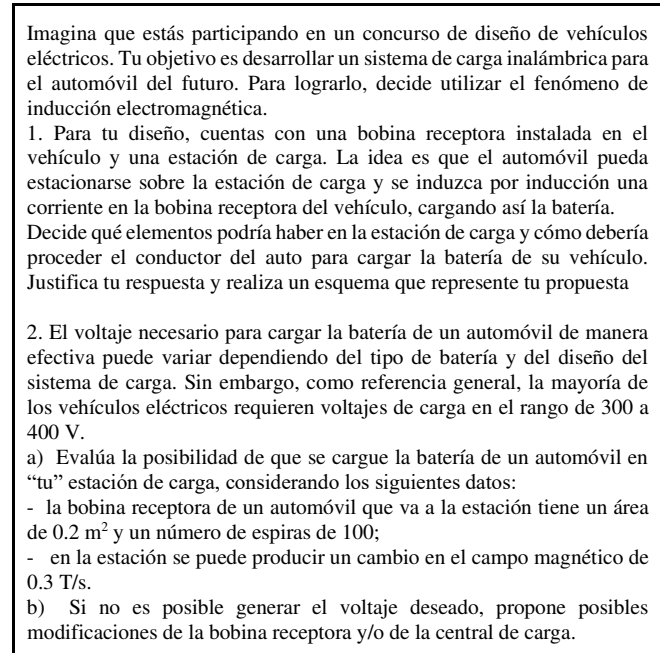 Imagina que estás participando en un concurso de diseño de vehículos
eléctricos. Tu objetivo es desarrollar un sistema de carga inalámbrica para
el automóvil del futuro. Para lograrlo, decide utilizar el fenómeno de
inducción electromagnética.
1. Para tu diseño, cuentas con una bobina receptora instalada en el
vehículo y una estación de carga. La idea es que el automóvil pueda
estacionarse sobre la estación de carga y se induzca por inducción una
corriente en la bobina receptora del vehículo, cargando así la batería.
Decide qué elementos podría haber en la estación de carga y cómo debería
proceder el conductor del auto para cargar la batería de su vehículo.
Justifica tu respuesta y realiza un esquema que represente tu propuesta
2. El voltaje necesario para cargar la batería de un automóvil de manera
efectiva puede variar dependiendo del tipo de batería y del diseño del
sistema de carga. Sin embargo, como referencia general, la mayoría de
los vehículos eléctricos requieren voltajes de carga en el rango de 300 a
400 V.
a) Evalúa la posibilidad de que se cargue la batería de un automóvil en
“tu” estación de carga, considerando los siguientes datos:
- la bobina receptora de un automóvil que va a la estación tiene un área
de 0.2 m² y un número de espiras de 100;
- en la estación se puede producir un cambio en el campo magnético de
0.3 T/s.
b) Si no es posible generar el voltaje deseado, propone posibles
modificaciones de la bobina receptora y/o de la central de carga.